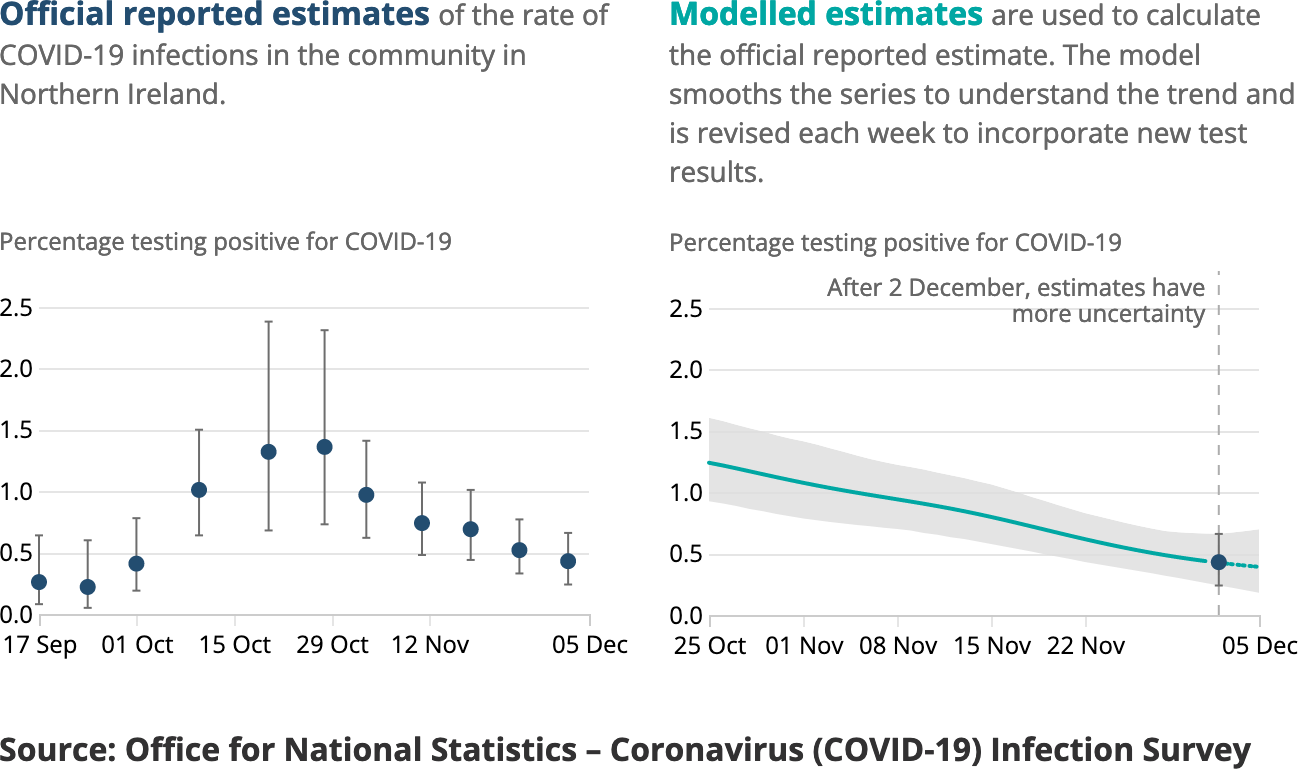 Official reported estimates of the rate of
COVID-19 infections in the community in
Northern Ireland.
Percentage testing positive for COVID-19
2.5
2.0
1.5
1.0
0.5
0.0
17 Sep 01 Oct 15 Oct 29 Oct 12 Nov 05 Dec
Modelled estimates are used to calculate
the official reported estimate. The model
smooths the series to understand the trend and
is revised each week to incorporate new test
results.
Percentage testing positive for COVID-19
After 2 December, estimates have
more uncertainty
2.5
2.0
1.5
1.0
0.5
0.0
25 Oct 01 Nov 08 Nov 15 Nov 22 Nov 05 Dec
Source: Office for National Statistics – Coronavirus (COVID-19) Infection Survey